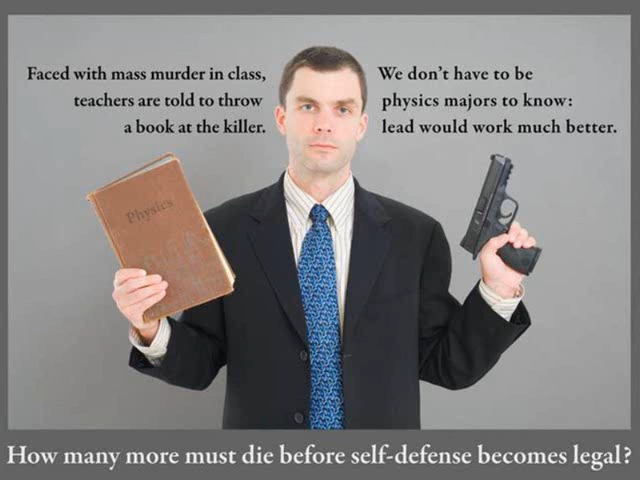 Faced with mass murder in class,
teachers are told to throw
a book at the killer.
We don't have to be
physics majors to know:
lead would work much better.
Physics
How many more must die before self-defense becomes legal?